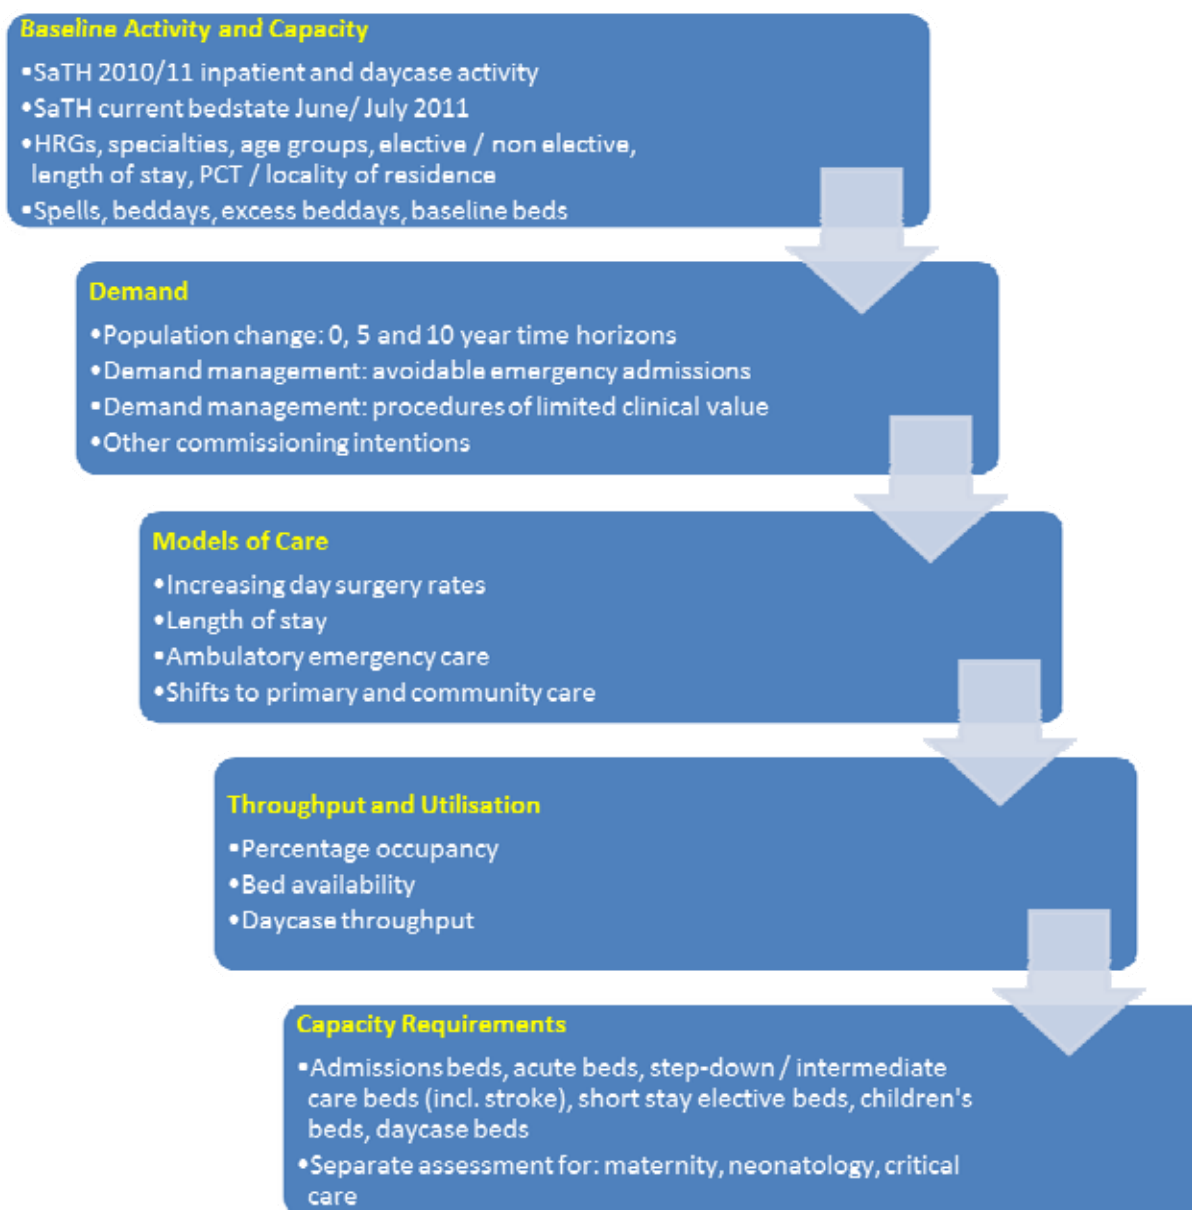 Baseline Activity and Capacity
•SaTH 2010/11 inpatient and daycase activity
•SaTH current bedstate June/ July 2011
•HRGs, specialties, age groups, elective / non elective,
length of stay, PCT / locality of residence
•Spells, beddays, excess beddays, baseline beds
Demand
•Population change: 0, 5 and 10 year time horizons
•Demand management: avoidable emergency admissions
•Demand management: procedures of limited clinical value
•Other commissioning intentions
Models of Care
•Increasing day surgery rates
•Length of stay
•Ambulatory emergency care
•Shifts to primary and community care
Throughput and Utilisation
•Percentage occupancy
•Bed availability
•Daycase throughput
Capacity Requirements
•Admissions beds, acute beds, step-down / intermediate
care beds (incl. stroke), short stay elective beds, children's
beds, daycase beds
•Separate assessment for: maternity, neonatology, critical
care